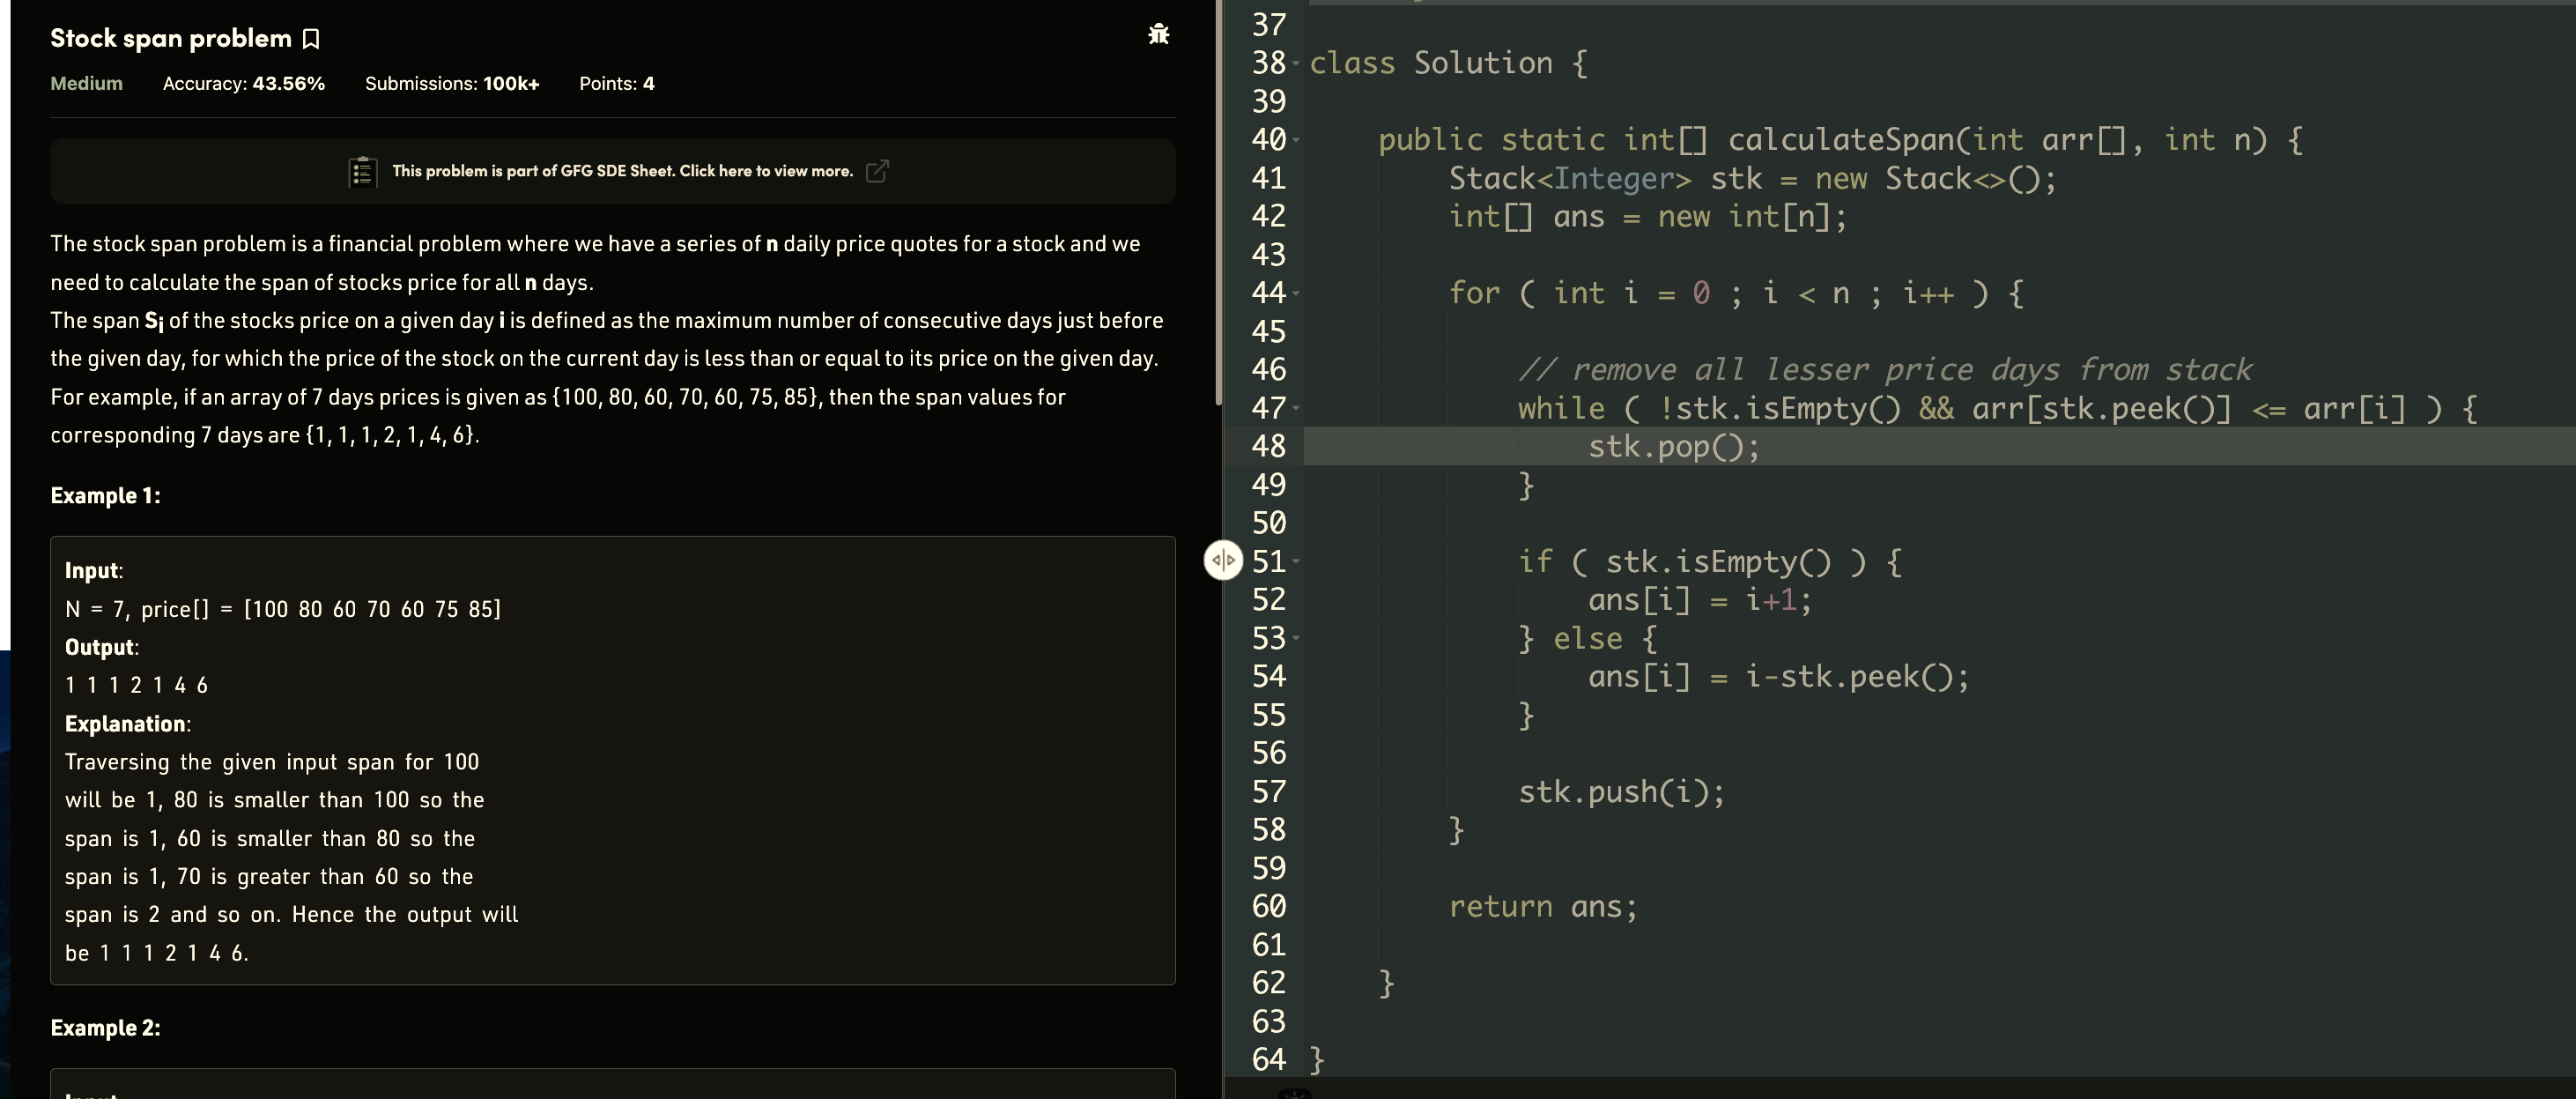 Stock span problem
Medium Accuracy: 43.56% Submissions: 100k+ Points: 4
This problem is part of GFG SDE Sheet. Click here to view more.
The stock span problem is a financial problem where we have a series of n daily price quotes for a stock and we
need to calculate the span of stocks price for all n days.
The span Si of the stocks price on a given day i is defined as the maximum number of consecutive days just before
the given day, for which the price of the stock on the current day is less than or equal to its price on the given day.
For example, if an array of 7 days prices is given as {100, 80, 60, 70, 60, 75, 85}, then the span values for
corresponding 7 days are {1, 1, 1, 2, 1, 4, 6}.
Example 1:
Input:
N = 7, price[] = [100 80 60 70 60 75 85]
Output:
1 1 1 2 1 4 6
Explanation:
Traversing the given input span for 100
will be 1, 80 is smaller than 100 so the
span is 1, 60 is smaller than 80 so the
span is 1, 70 is greater than 60 so the
span is 2 and so on. Hence the output will
be 1 1 1 2 1 4 6.
Example 2:
37
38 class Solution {
39
40 public static int[] calculateSpan(int arr[], int n) {
41 Stack<Integer> stk = new Stack<>();
42 int[] ans = new int[n];
43
44 for ( int i = 0 ; i < n ; i++ ) {
45
46 // remove all lesser price days from stack
47 while ( !stk.isEmpty() && arr[stk.peek()] <= arr[i] ) {
48 stk.pop();
49 }
50
51 if ( stk.isEmpty() ) {
52 ans[i] = i+1;
53 } else {
54 ans[i] = i-stk.peek();
55 }
56
57 stk.push(i);
58 }
59
60 return ans;
61
62 }
63
64 }